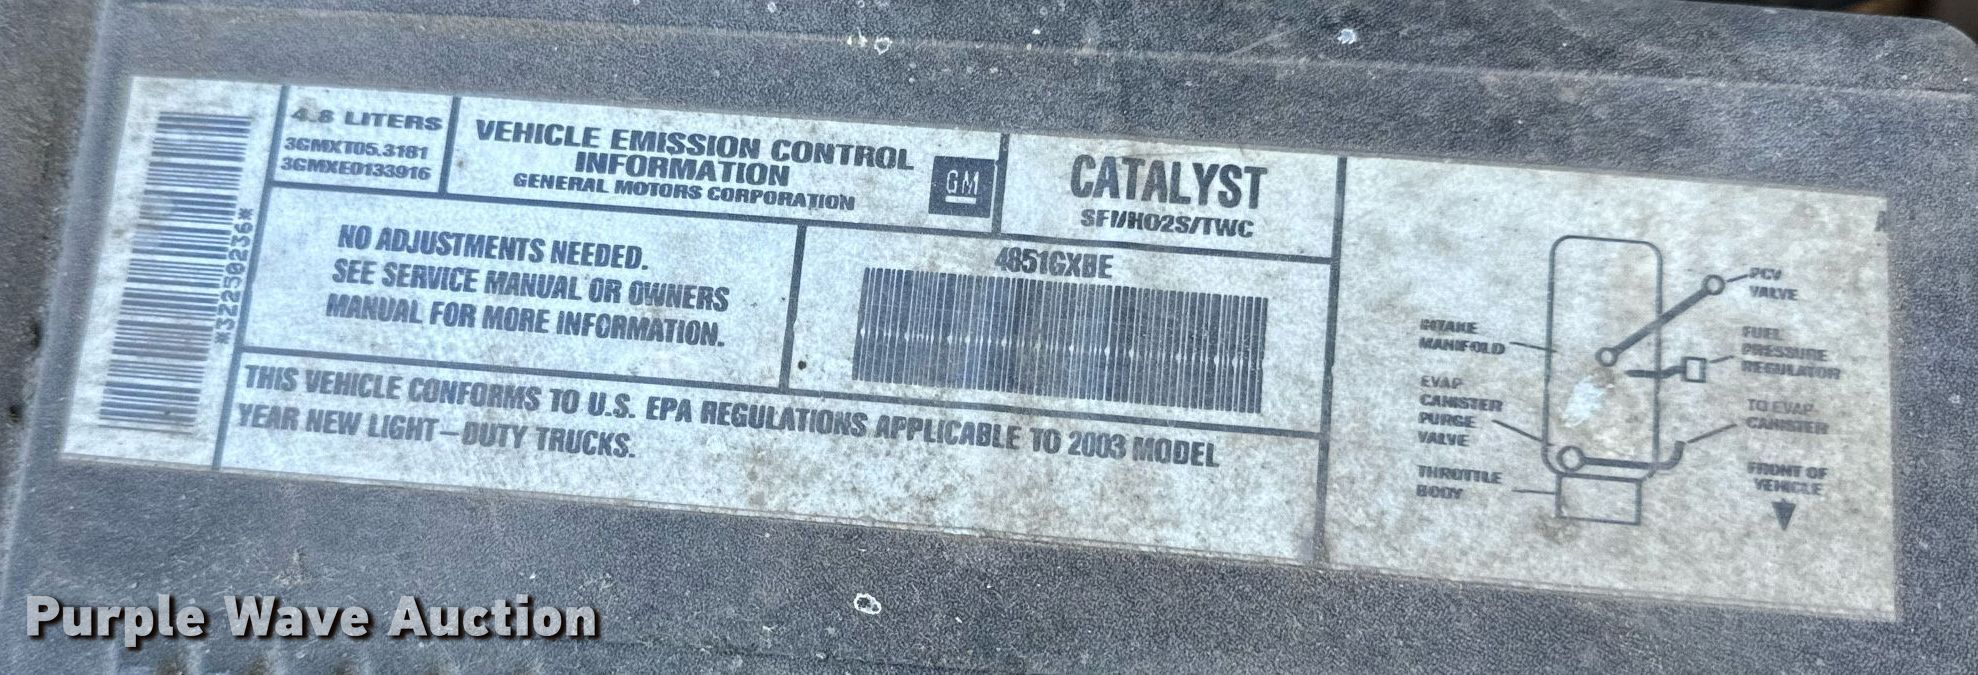 *322550236*
4.8 LITERS
3GMXT05.3181
3GMXE0133916
VEHICLE EMISSION CONTROL
INFORMATION
GENERAL MOTORS CORPORATION
GM
CATALYST
SFI/HO2S/TWC
NO ADJUSTMENTS NEEDED.
SEE SERVICE MANUAL OR OWNERS
MANUAL FOR MORE INFORMATION.
4851GXBE
THIS VEHICLE CONFORMS TO U.S. EPA REGULATIONS APPLICABLE TO 2003 MODEL
YEAR NEW LIGHT-DUTY TRUCKS.
PCV
VALVE
INTAKE
MANIFOLD
FUEL
PRESSURE
REGULATOR
EVAP
CANISTER
PURGE
VALVE
TO EVAP
CANISTER
THROTTLE
BODY
FRONT OF
VEHICLE
Purple Wave Auction